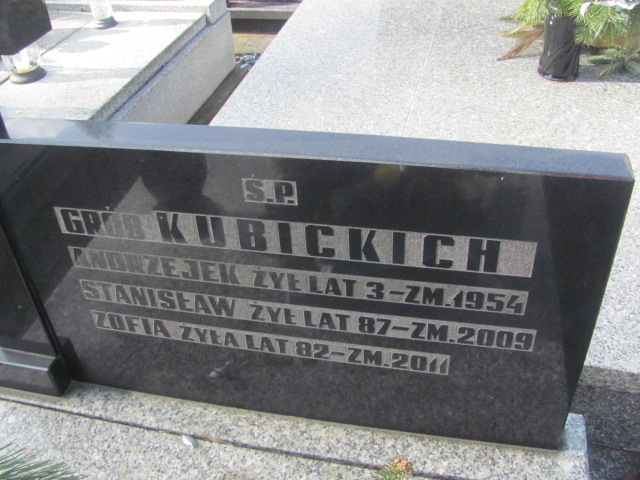 S.P.
GRÓB KUBICKICH
ANDRZEJEK ŻYŁ LAT 3-ZM.1954
STANISŁAW ŻYŁ LAT 87-ZM.2009
ZOFIA ŻYŁA LAT 82-ZM.2011